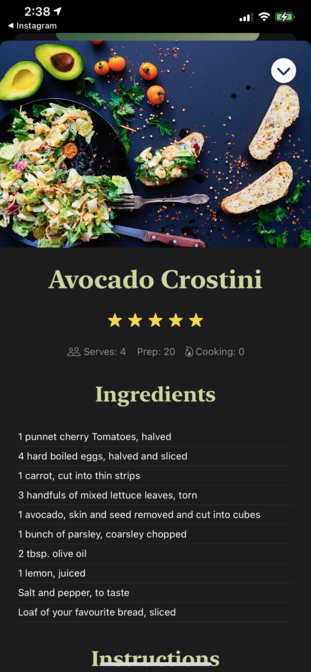 2:38
Instagram
Avocado Crostini
Serves: 4 Prep: 20 Cooking: 0
Ingredients
1 punnet cherry Tomatoes, halved
4 hard boiled eggs, halved and sliced
1 carrot, cut into thin strips
3 handfuls of mixed lettuce leaves, torn
1 avocado, skin and seed removed and cut into cubes
1 bunch of parsley, coarsley chopped
2 tbsp. olive oil
1 lemon, juiced
Salt and pepper, to taste
Loaf of your favourite bread, sliced
Instructions